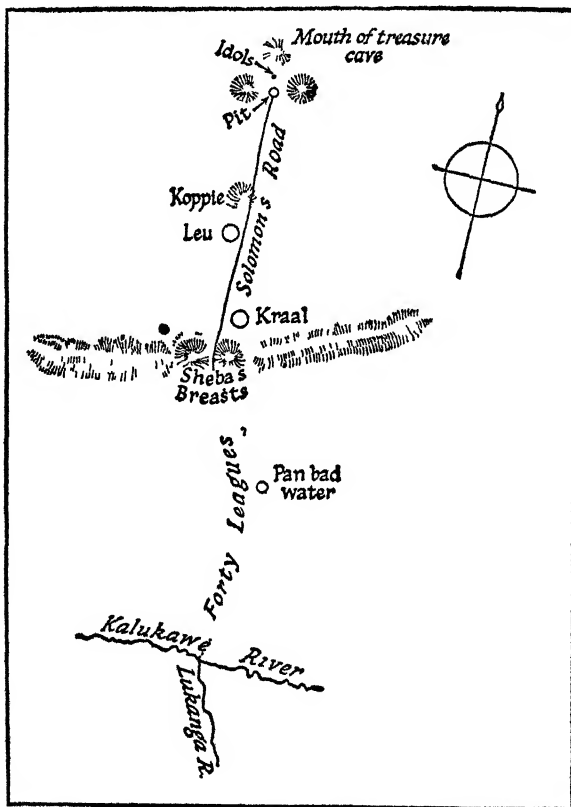 Mouth of treasure
cave
Idols
Pit
Solomons Road
Koppie
Leu
Kraal
Sheba's
Breasts
Pan bad
water
Forty Leagues
Kalukawe River
Lukanga R.